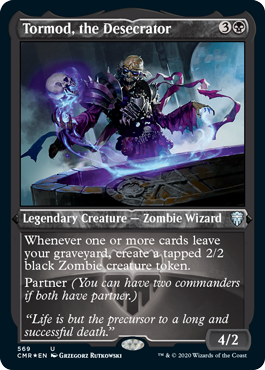 Tormod, the Desecrator 3
Legendary Creature — Zombie Wizard
Whenever one or more cards leave
your graveyard, create a tapped 2/2
black Zombie creature token.
Partner (You can have two commanders
if both have partner.)
“Life is but the precursor to a long and
successful death.”
4/2
569 U
CMR★EN Grzegorz Rutkowski ™ & © 2020 Wizards of the Coast